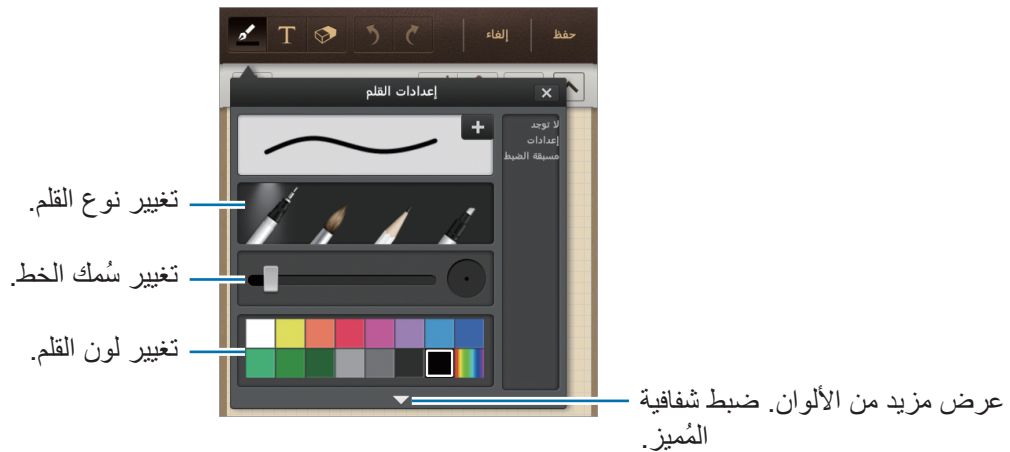 حفظ
إلغاء
T
إعدادات القلم
لا توجد
إعدادات
مسبقة الضبط
تغيير نوع القلم.
تغيير سُمك الخط.
تغيير لون القلم.
عرض مزيد من الألوان. ضبط شفافية
المُميز.